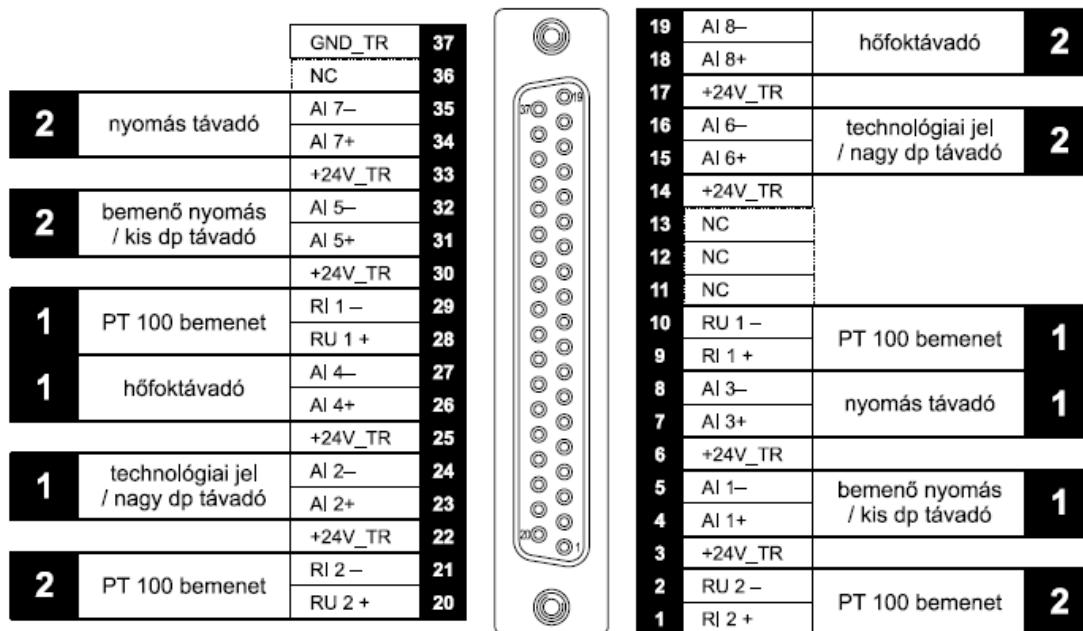 GND_TR 37
NC 36
2 nyomás távadó AI 7– 35
AI 7+ 34
+24V_TR 33
2 bemenő nyomás / kis dp távadó AI 5– 32
AI 5+ 31
+24V_TR 30
1 PT 100 bemenet RI 1 – 29
RU 1 + 28
1 hőfoktávadó AI 4– 27
AI 4+ 26
+24V_TR 25
1 technológiai jel / nagy dp távadó AI 2– 24
AI 2+ 23
+24V_TR 22
2 PT 100 bemenet RI 2 – 21
RU 2 + 20
37 19
20 1
19 AI 8– hőfoktávadó 2
18 AI 8+
17 +24V_TR
16 AI 6– technológiai jel / nagy dp távadó 2
15 AI 6+
14 +24V_TR
13 NC
12 NC
11 NC
10 RU 1 – PT 100 bemenet 1
9 RI 1 +
8 AI 3– nyomás távadó 1
7 AI 3+
6 +24V_TR
5 AI 1– bemenő nyomás / kis dp távadó 1
4 AI 1+
3 +24V_TR
2 RU 2 – PT 100 bemenet 2
1 RI 2 +